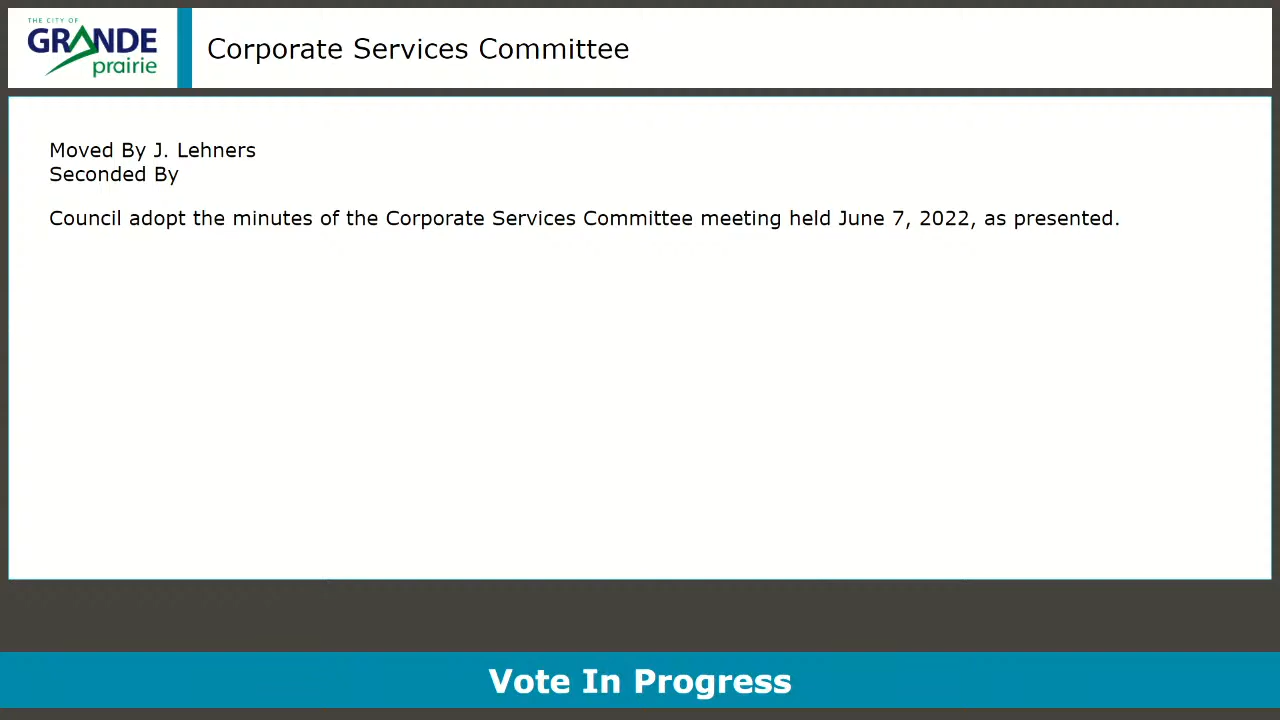 THE CITY OF
GRANDE
prairie
Corporate Services Committee
Moved By J. Lehners
Seconded By
Council adopt the minutes of the Corporate Services Committee meeting held June 7, 2022, as presented.
Vote In Progress